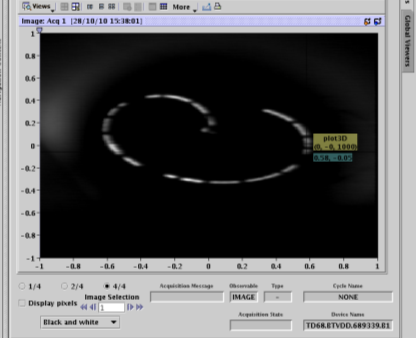 Views
More
Image: Acq 1 [28/10/10 15:38:01]
1
0.8
0.6
0.4
0.2
0
-0.2
-0.4
-0.6
-0.8
-1
plot3D
(0, -0, 1000)
0.58, -0.05
-1 -0.8 -0.6 -0.4 -0.2 0 0.2 0.4 0.6 0.8 1
1/4 2/4 4/4
Display pixels
Image Selection
1
Black and white
Acquisition Message
Observable
IMAGE
Type
-
Cycle Name
NONE
Acquisition State
Device Name
TD68.BTVDD.689339.B1
Global Viewers